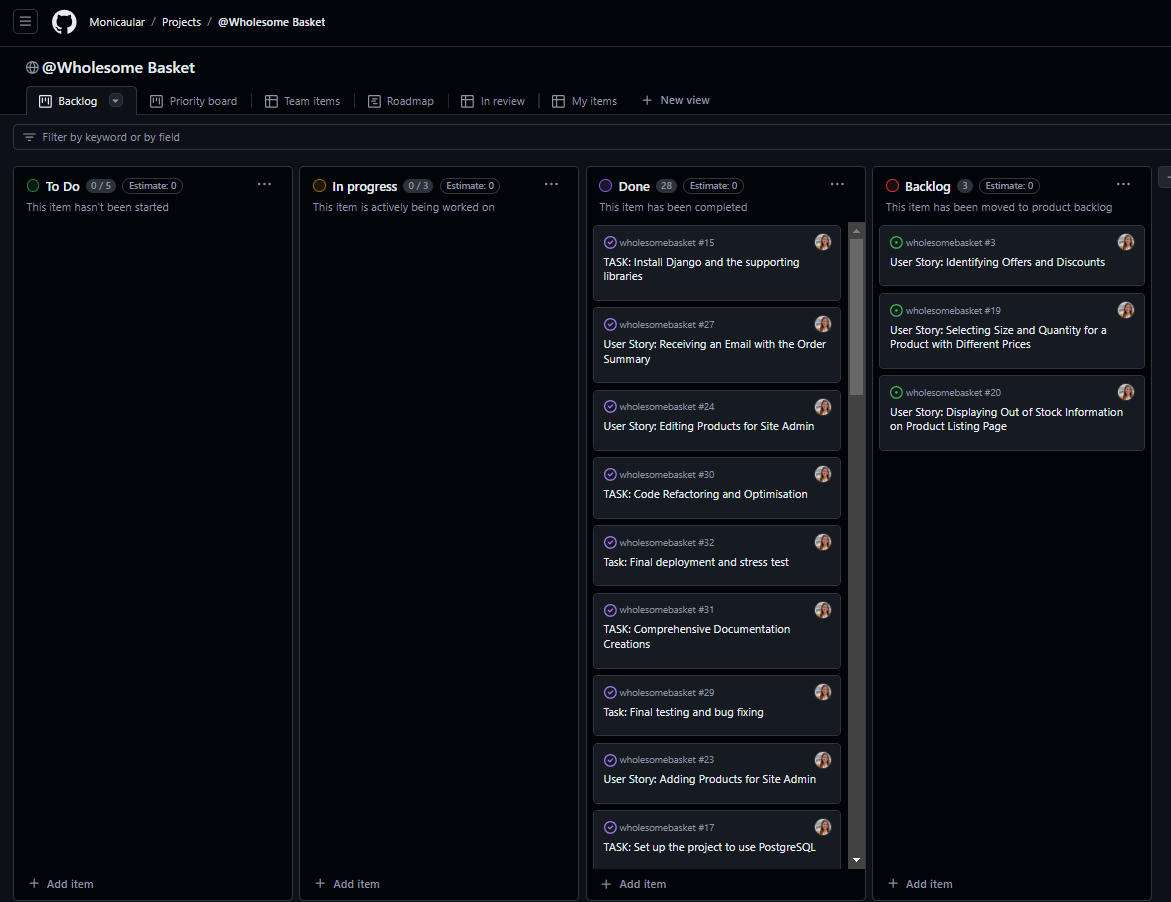 Monicaular / Projects / @Wholesome Basket
@Wholesome Basket
Backlog Priority board Team items Roadmap In review My items New view
Filter by keyword or by field
To Do 0 / 5 Estimate: 0
This item hasn't been started
Add item
In progress 0 / 3 Estimate: 0
This item is actively being worked on
Add item
Done 28 Estimate: 0
This item has been completed
wholesomebasket #15
TASK: Install Django and the supporting
libraries
wholesomebasket #27
User Story: Receiving an Email with the Order
Summary
wholesomebasket #24
User Story: Editing Products for Site Admin
wholesomebasket #30
TASK: Code Refactoring and Optimisation
wholesomebasket #32
Task: Final deployment and stress test
wholesomebasket #31
TASK: Comprehensive Documentation
Creations
wholesomebasket #29
Task: Final testing and bug fixing
wholesomebasket #23
User Story: Adding Products for Site Admin
wholesomebasket #17
TASK: Set up the project to use PostgreSQL
Add item
Backlog 3 Estimate: 0
This item has been moved to product backlog
wholesomebasket #3
User Story: Identifying Offers and Discounts
wholesomebasket #19
User Story: Selecting Size and Quantity for a
Product with Different Prices
wholesomebasket #20
User Story: Displaying Out of Stock Information
on Product Listing Page
Add item